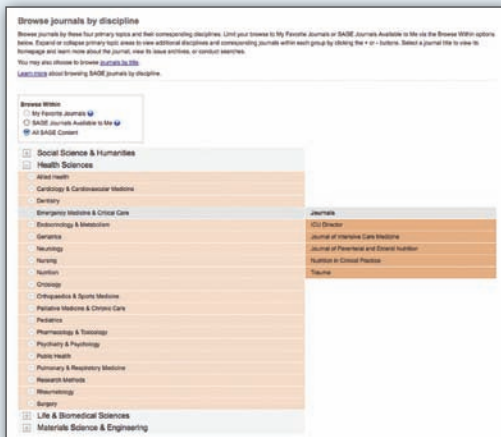 Browse journals by discipline
Browse journals by these four primary topics and their corresponding disciplines. Limit your browse to My Favorite Journals or SAGE Journals Available to Me via the Browse Within options
below. Expand or collapse primary topic areas to view additional disciplines and corresponding journals within each group by clicking the + or – buttons. Select a journal title to view its
homepage and learn more about the journal, view its issue archives, or conduct searches.
You may also choose to browse journals by title.
Learn more about browsing SAGE journals by discipline.
Browse Within
My Favorite Journals
SAGE Journals Available to Me
All SAGE Content
Social Science & Humanities
Health Sciences
Allied Health
Cardiology & Cardiovascular Medicine
Dentistry
Emergency Medicine & Critical Care
Journals
Endocrinology & Metabolism
ICU Director
Geriatrics
Journal of Intensive Care Medicine
Neurology
Journal of Parenteral and Enteral Nutrition
Nursing
Nutrition in Clinical Practice
Nutrition
Trauma
Oncology
Orthopaedics & Sports Medicine
Palliative Medicine & Chronic Care
Pediatrics
Pharmacology & Toxicology
Psychiatry & Psychology
Public Health
Pulmonary & Respiratory Medicine
Research Methods
Rheumatology
Surgery
Life & Biomedical Sciences
Materials Science & Engineering